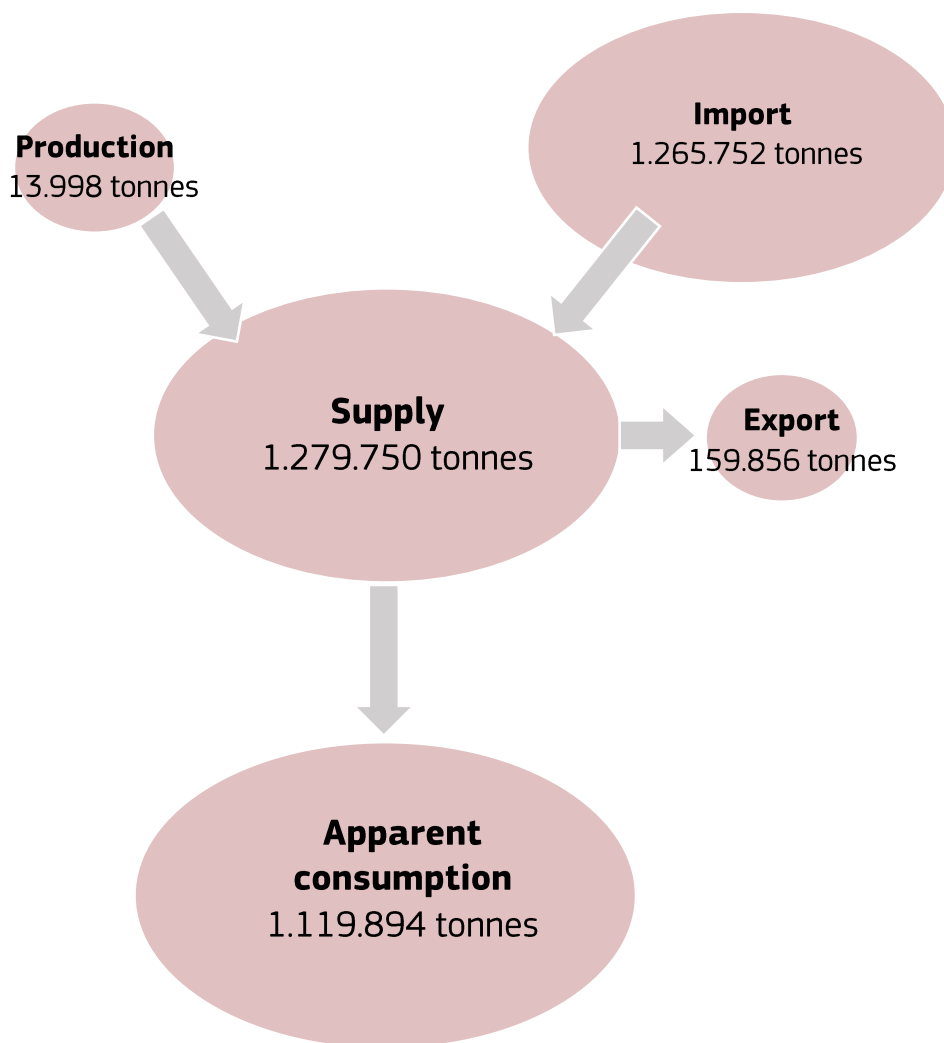 Production
13.998 tonnes
Import
1.265.752 tonnes
Supply
1.279.750 tonnes
Export
159.856 tonnes
Apparent
consumption
1.119.894 tonnes